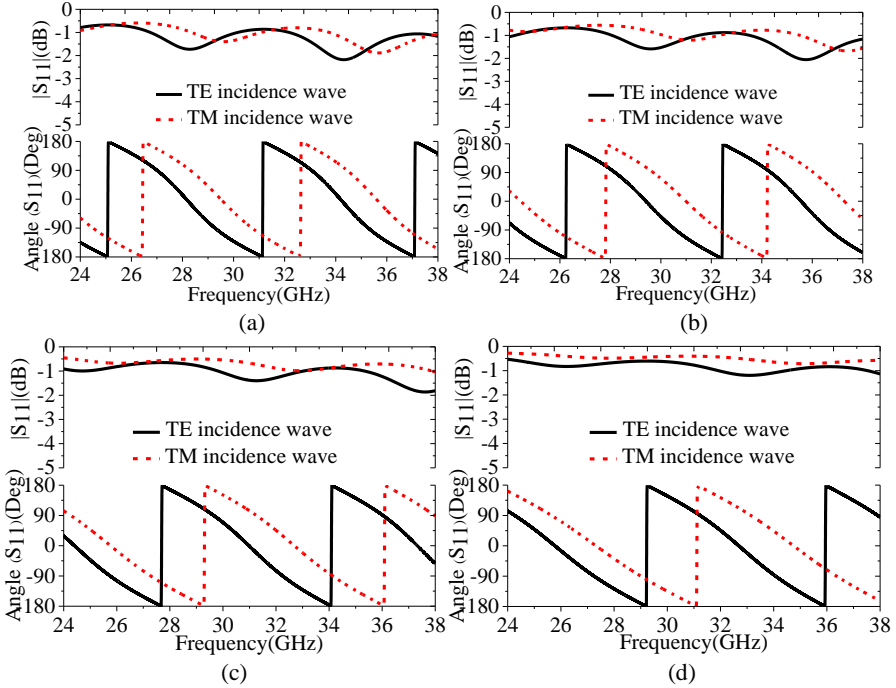 0
-1
-2
-3
-4
-5
|S11|(dB)
TE incidence wave
TM incidence wave
180
90
0
-90
180
Angle (S11)(Deg)
24 26 28 30 32 34 36 38
Frequency(GHz)
(a)
0
-1
-2
-3
-4
-5
|S11|(dB)
TE incidence wave
TM incidence wave
180
90
0
-90
180
Angle (S11)(Deg)
24 26 28 30 32 34 36 38
Frequency(GHz)
(b)
0
-1
-2
-3
-4
-5
|S11|(dB)
TE incidence wave
TM incidence wave
180
90
0
-90
-180
Angle (S11)(Deg)
24 26 28 30 32 34 36 38
Frequency(GHz)
(c)
0
-1
-2
-3
-4
-5
|S11|(dB)
TE incidence wave
TM incidence wave
180
90
0
-90
-180
Angle (S11)(Deg)
24 26 28 30 32 34 36 38
Frequency(GHz)
(d)